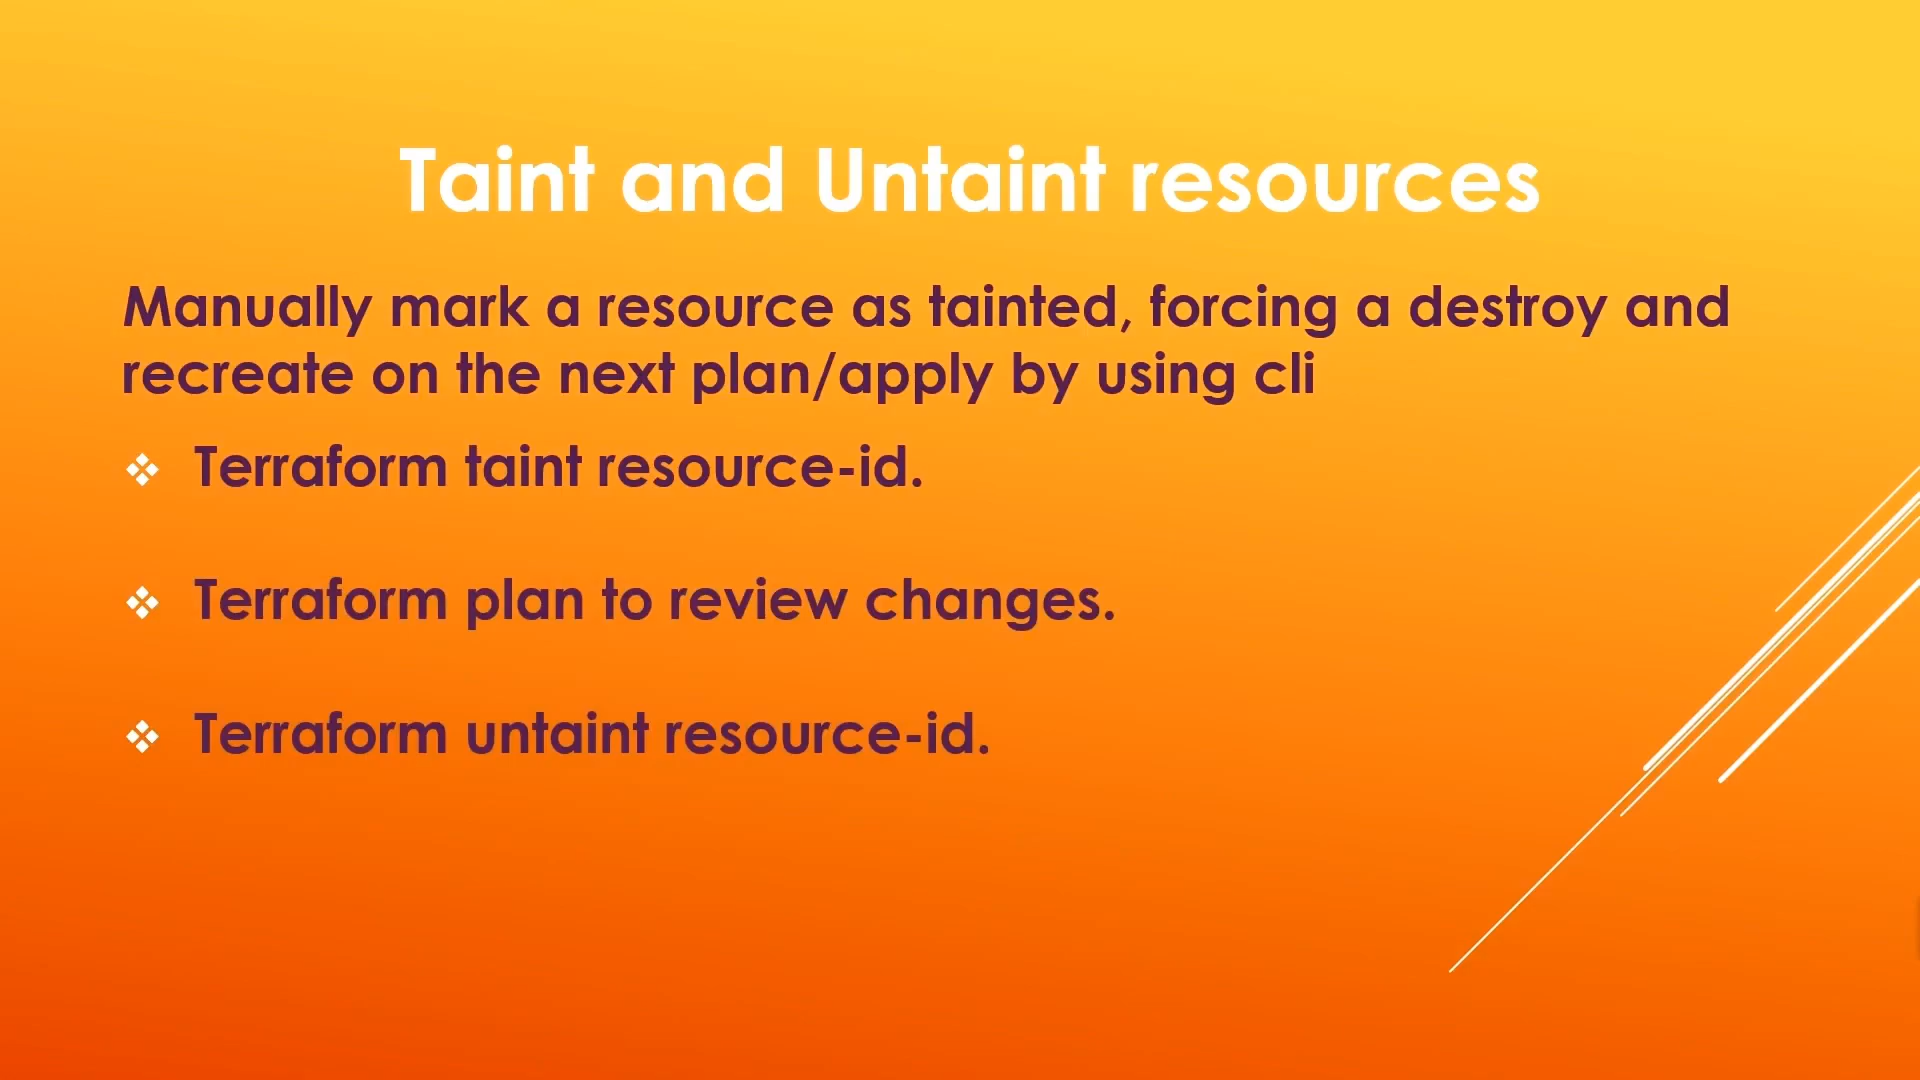 Taint and Untaint resources
Manually mark a resource as tainted, forcing a destroy and
recreate on the next plan/apply by using cli
Terraform taint resource-id.
Terraform plan to review changes.
Terraform untaint resource-id.